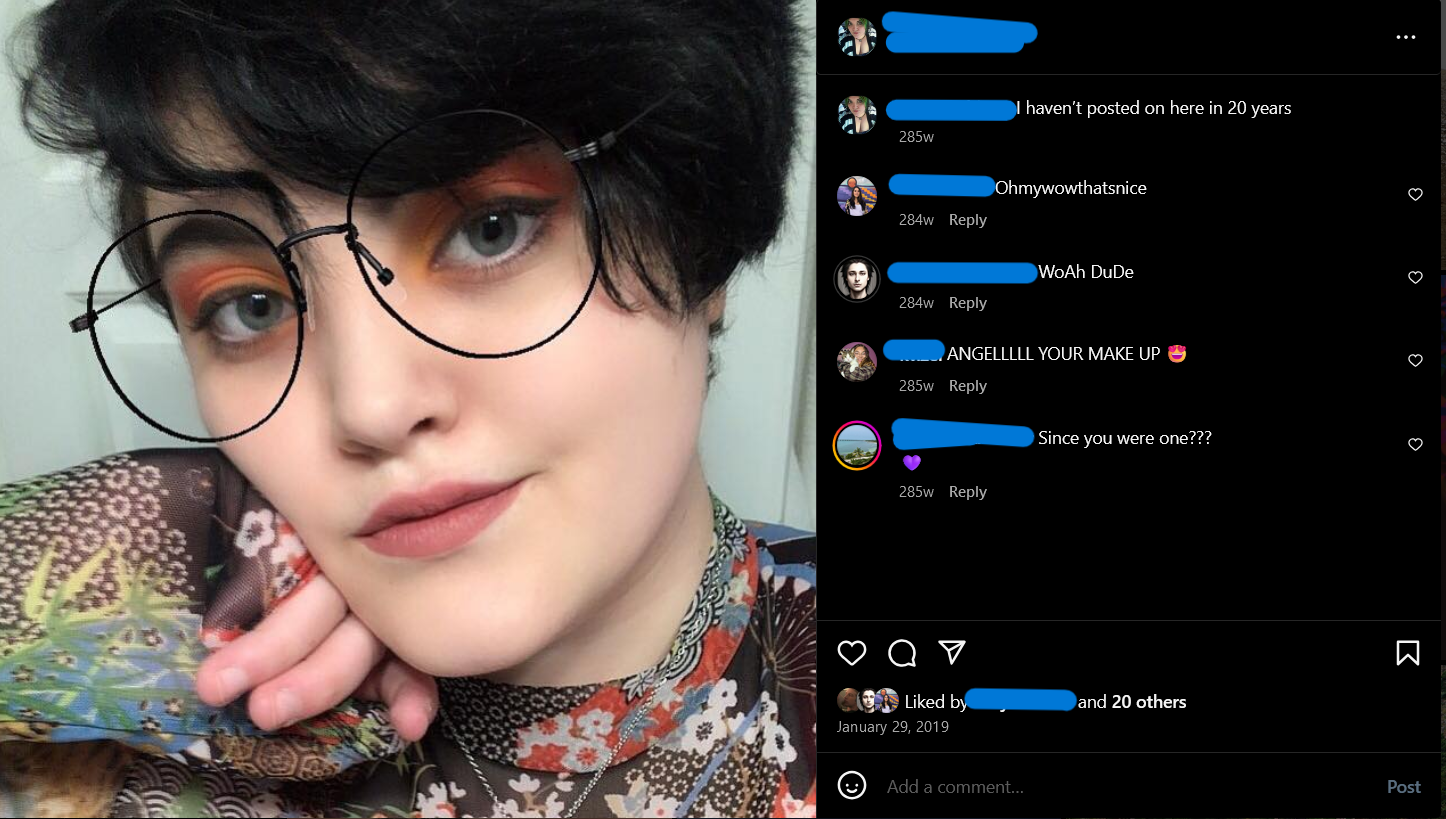 I haven’t posted on here in 20 years
285w
Ohmywowthatsnice
284w Reply
WoAh DuDe
284w Reply
ANGELLLLL YOUR MAKE UP 🤩
285w Reply
Since you were one???
💜
285w Reply
Liked by and 20 others
January 29, 2019
Add a comment... Post